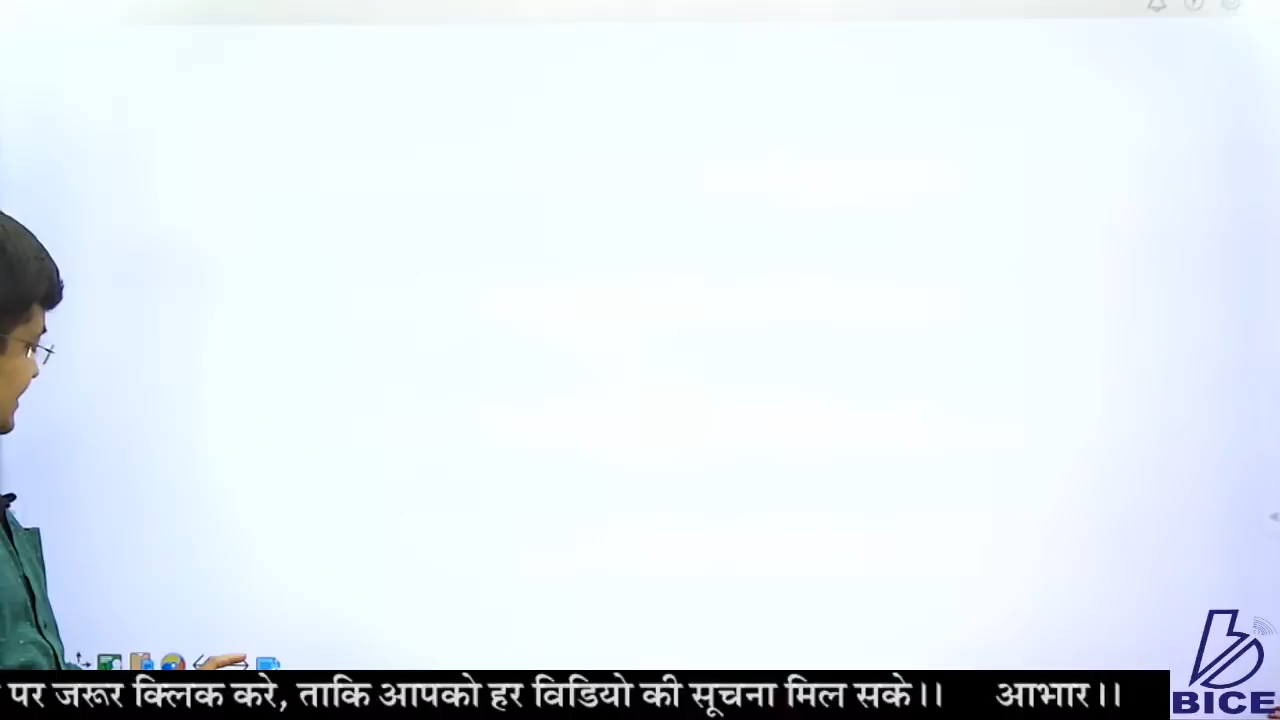 पर जरूर क्लिक करे, ताकि आपको हर विडियो की सूचना मिल सके।। आभार।।
BICE